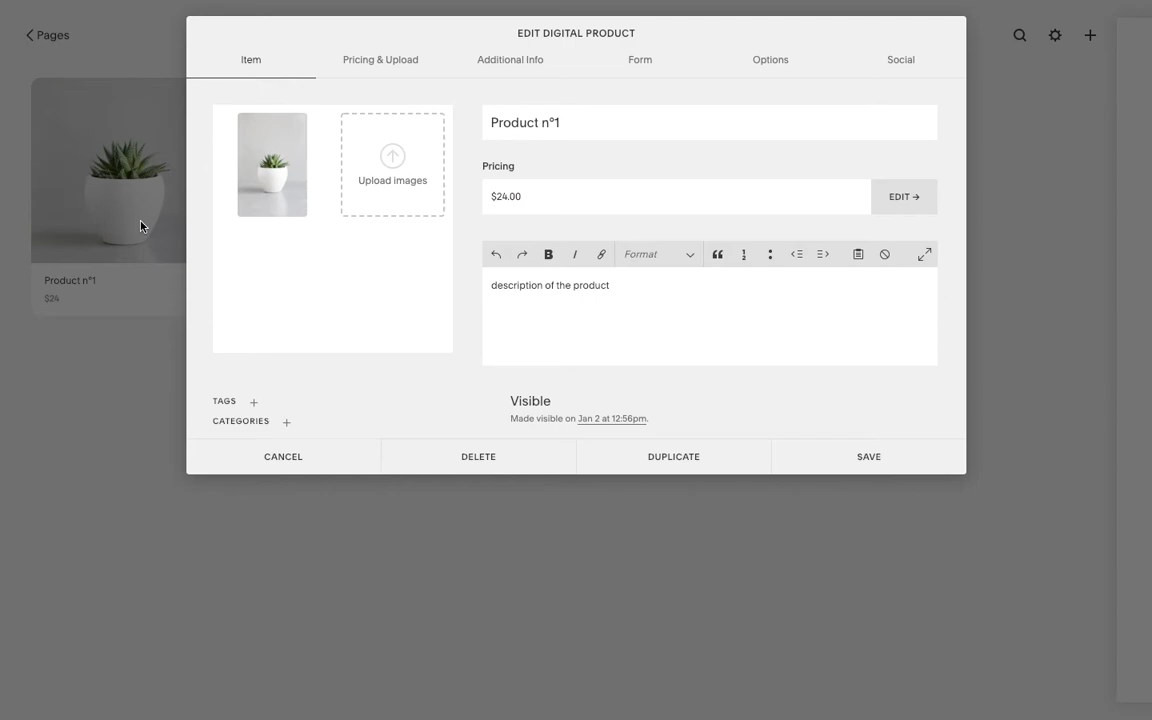 Pages
EDIT DIGITAL PRODUCT
Item
Pricing & Upload
Additional Info
Form
Options
Social
Upload images
Product n°1
Pricing
$24.00
EDIT →
Format
description of the product
Product n°1
$24
TAGS +
CATEGORIES +
Visible
Made visible on Jan 2 at 12:56pm.
CANCEL
DELETE
DUPLICATE
SAVE